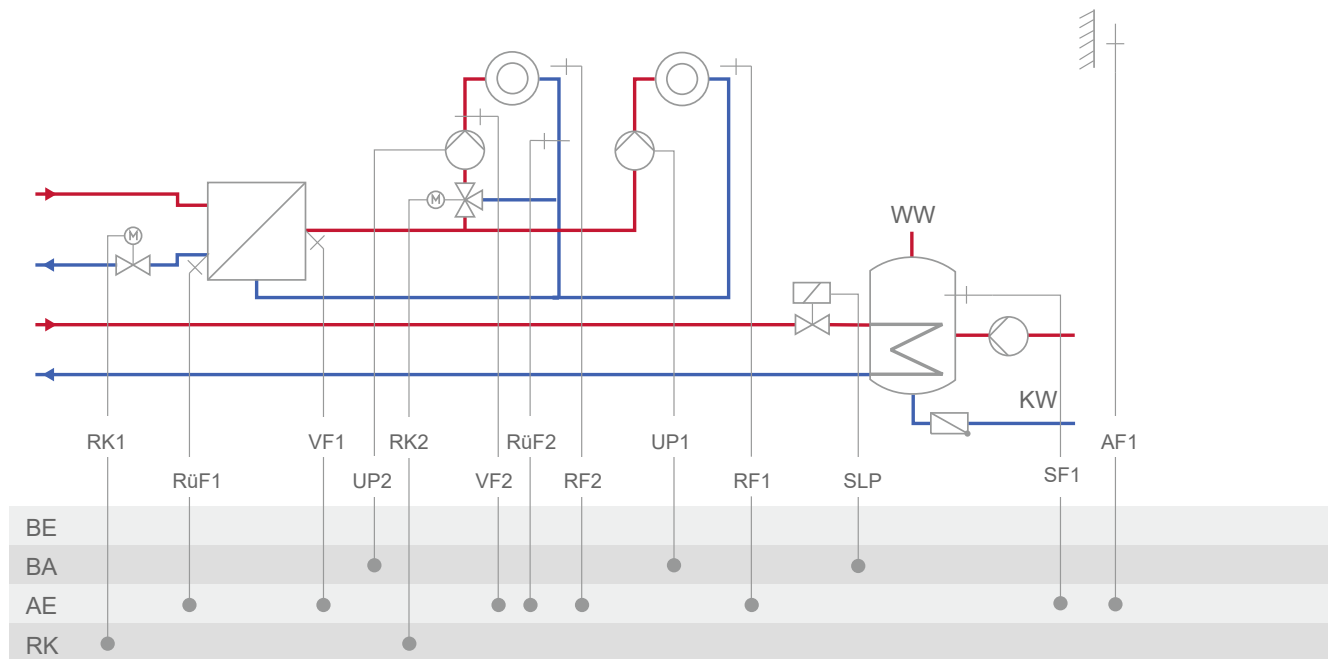 M
M
WW
KW
RK1 VF1 RK2 RüF2 UP1 AF1
RüF1 UP2 VF2 RF2 RF1 SLP SF1
BE
BA
AE
RK